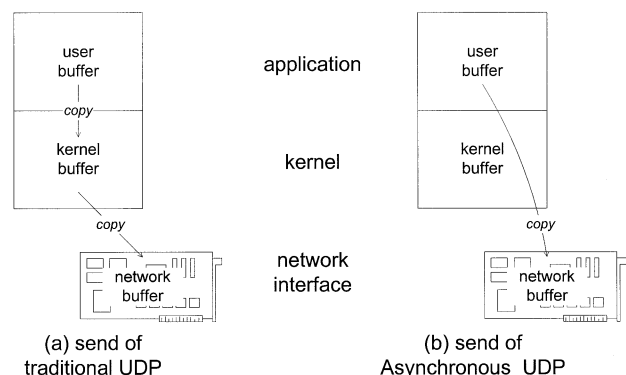 user
buffer
copy
kernel
buffer
copy
network
buffer
(a) send of
traditional UDP
application
kernel
network
interface
user
buffer
kernel
buffer
copy
network
buffer
(b) send of
Asynchronous UDP